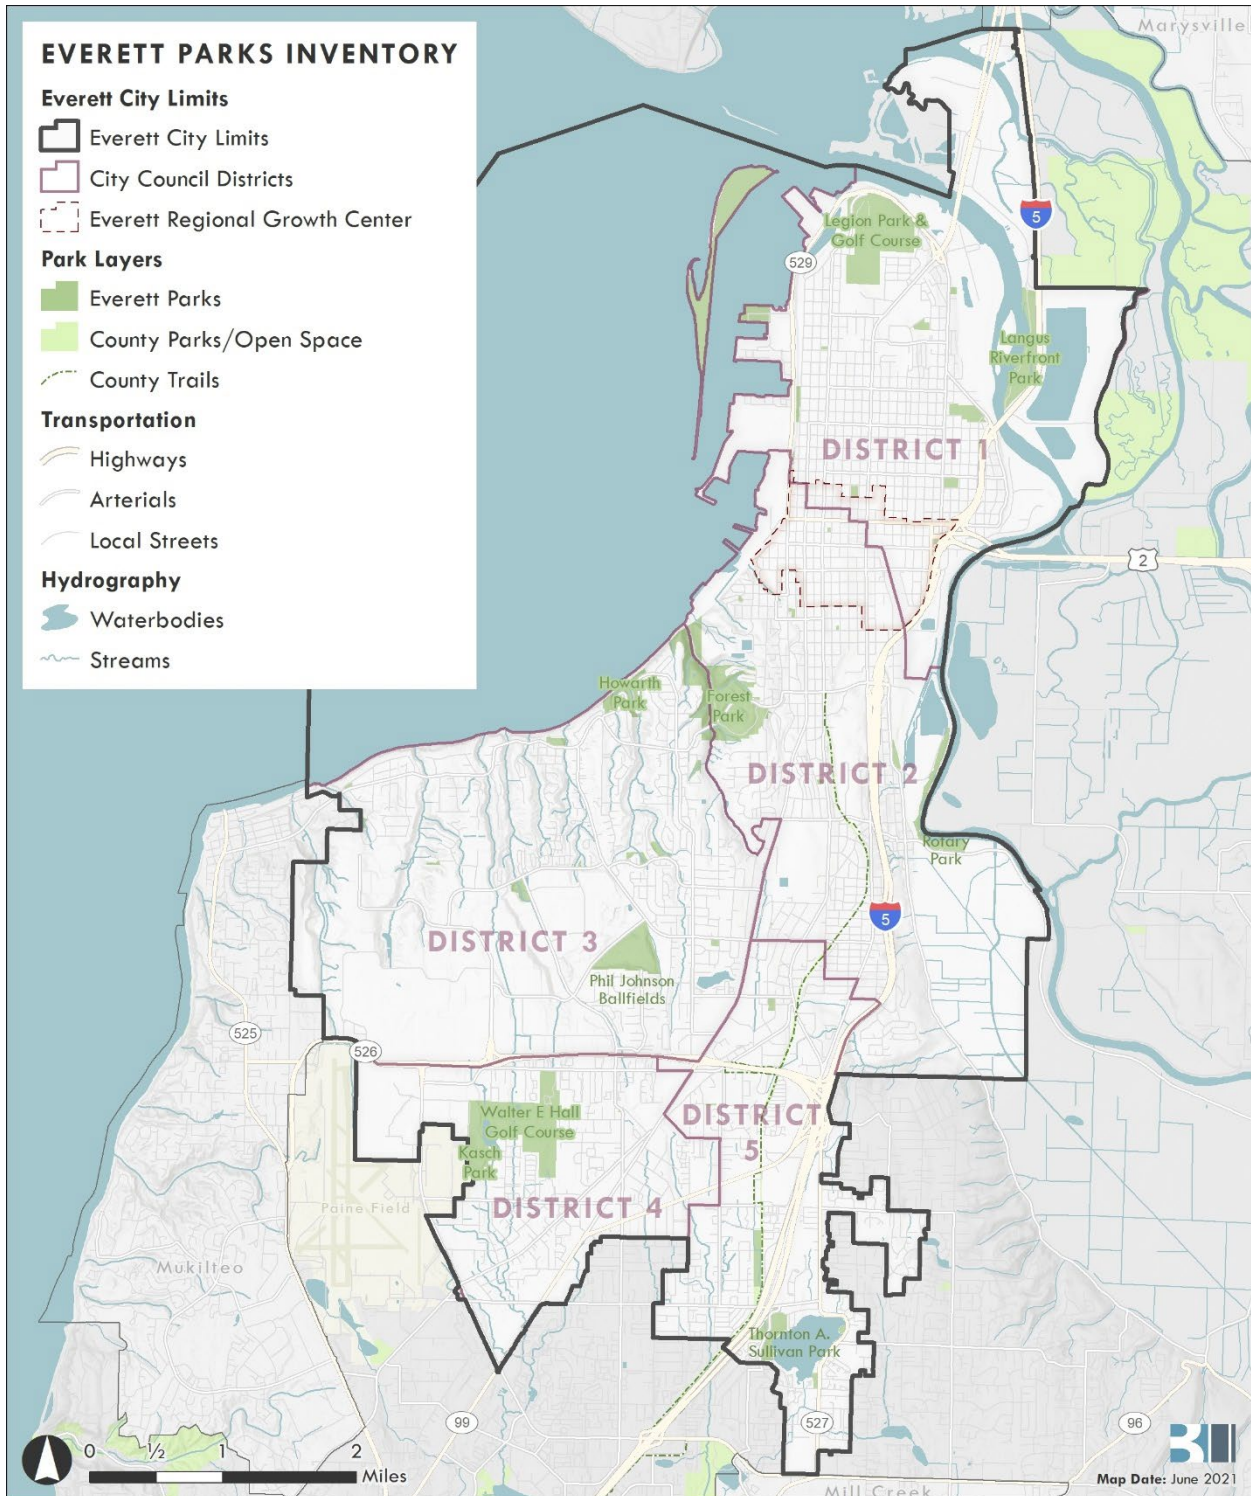 EVERETT PARKS INVENTORY
Everett City Limits
Everett City Limits
City Council Districts
Everett Regional Growth Center
Park Layers
Everett Parks
County Parks/Open Space
County Trails
Transportation
Highways
Arterials
Local Streets
Hydrography
Waterbodies
Streams
Marysville
5
Legion Park &
Golf Course
529
Langus
Riverfront
Park
DISTRICT 1
2
Howarth
Park
Forest
Park
DISTRICT 2
Rotary
Park
5
DISTRICT 3
Phil Johnson
Ballfields
525
526
Walter E Hall
Golf Course
Kasch
Park
DISTRICT
5
DISTRICT 4
Paine Field
Mukilteo
Thornton A.
Sullivan Park
99
527
96
0 ½ 1 2
Miles
Map Date: June 2021
Mill Creek